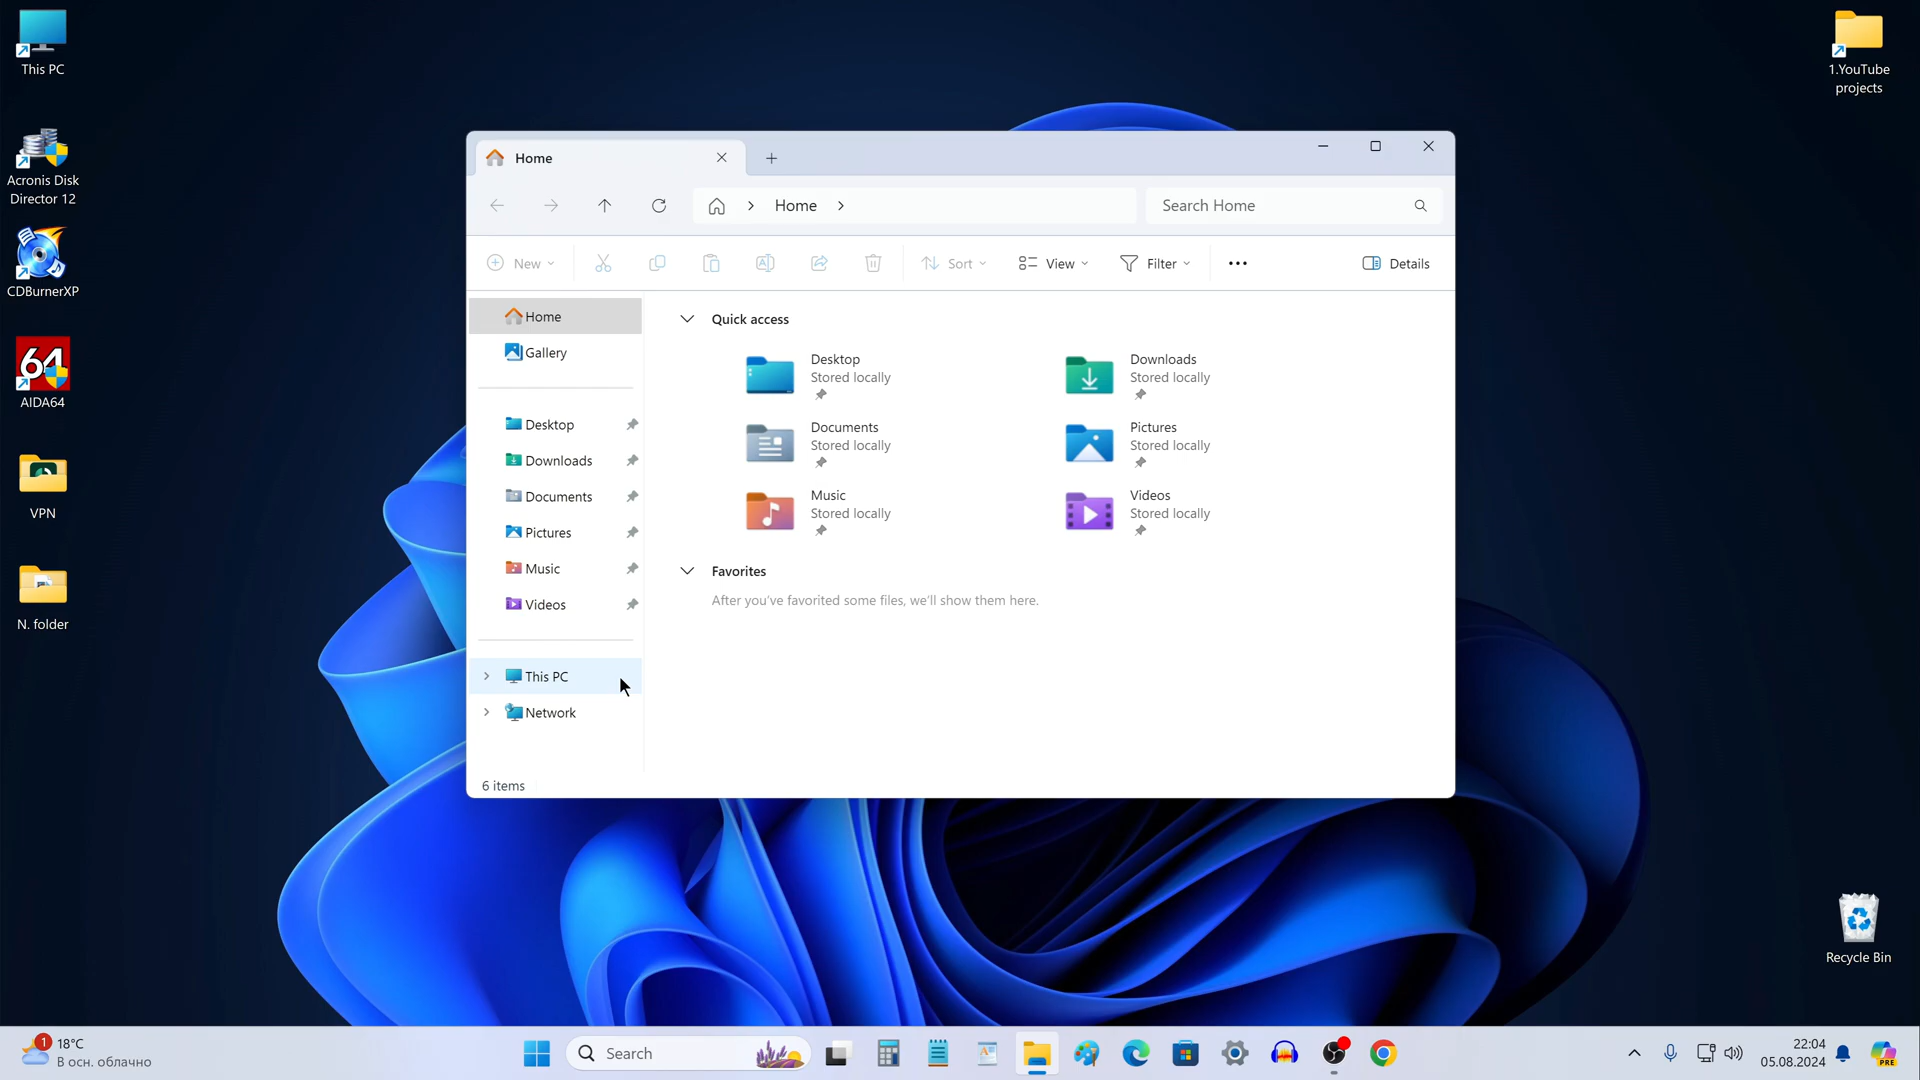 This PC
Acronis Disk
Director 12
CDBurnerXP
64
AIDA64
VPN
N. folder
1.YouTube
projects
Recycle Bin
Home
Home
Search Home
New
Sort
View
Filter
Details
Home
Gallery
Desktop
Downloads
Documents
Pictures
Music
Videos
This PC
Network
Quick access
Desktop
Stored locally
Downloads
Stored locally
Documents
Stored locally
Pictures
Stored locally
Music
Stored locally
Videos
Stored locally
Favorites
After you've favorited some files, we'll show them here.
6 items
1
18°C
В осн. облачно
Search
22:04
05.08.2024
PRE